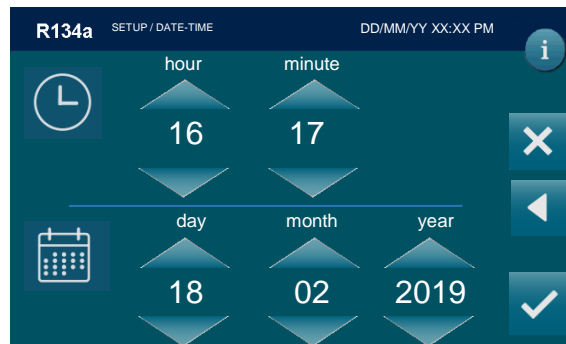 R134a SETUP / DATE-TIME DD/MM/YY XX:XX PM
i
hour minute
16 17
day month year
18 02 2019